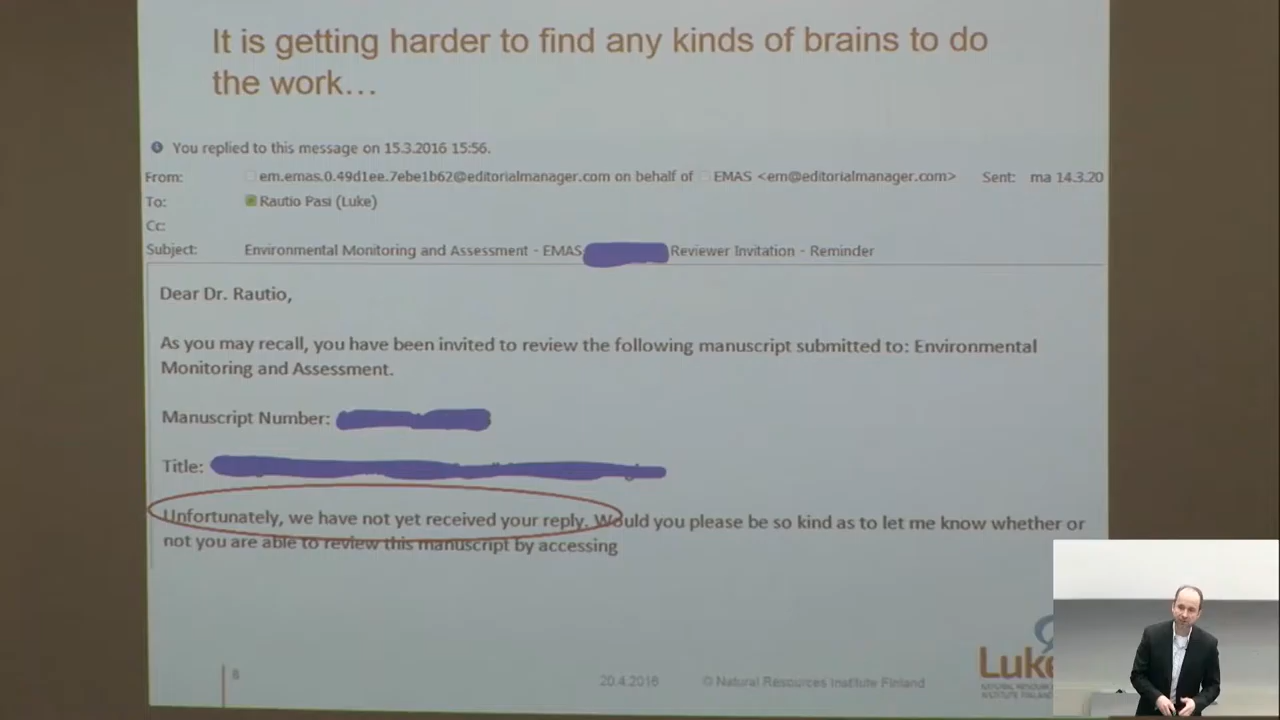 It is getting harder to find any kinds of brains to do
the work…
You replied to this message on 15.3.2016 15:56.
From: em.emas.0.49d1ee.7ebe1b62@editorialmanager.com on behalf of EMAS <em@editorialmanager.com> Sent: ma 14.3.20
To: Rautio Pasi (Luke)
Cc:
Subject: Environmental Monitoring and Assessment - EMAS Reviewer Invitation - Reminder
Dear Dr. Rautio,
As you may recall, you have been invited to review the following manuscript submitted to: Environmental
Monitoring and Assessment.
Manuscript Number:
Title:
Unfortunately, we have not yet received your reply. Would you please be so kind as to let me know whether or
not you are able to review this manuscript by accessing
8
20.4.2016 © Natural Resources Institute Finland
Luke
NATURAL RESOUR
INSTITUTE FINLAN